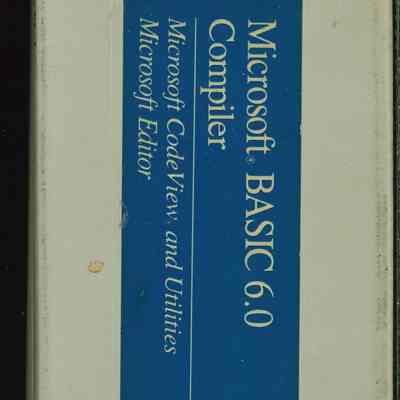 Microsoft® BASIC 6.0
Compiler
Microsoft CodeView® and Utilities
Microsoft Editor